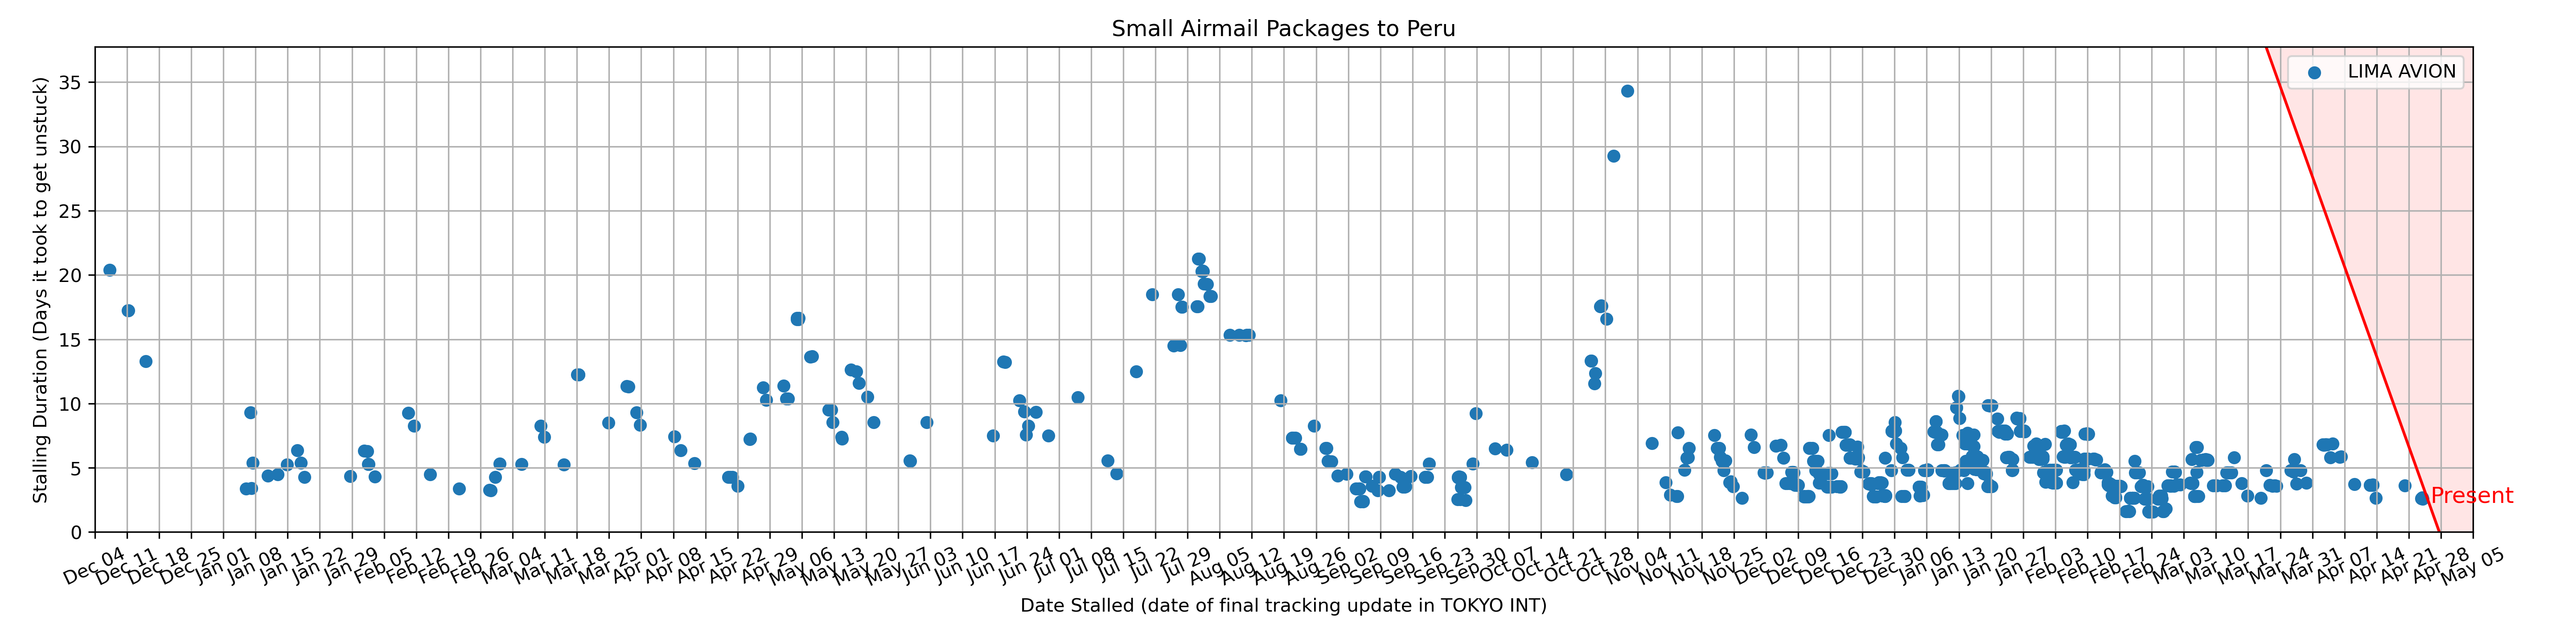 Small Airmail Packages to Peru
LIMA AVION
Stalling Duration (Days it took to get unstuck)
35
30
25
20
15
10
5
0
Present
Dec 04
Dec 11
Dec 18
Dec 25
Jan 01
Jan 08
Jan 15
Jan 22
Jan 29
Feb 05
Feb 12
Feb 19
Feb 26
Mar 04
Mar 11
Mar 18
Mar 25
Apr 01
Apr 08
Apr 15
Apr 22
Apr 29
May 06
May 13
May 20
May 27
Jun 03
Jun 10
Jun 17
Jun 24
Jul 01
Jul 08
Jul 15
Jul 22
Jul 29
Aug 05
Aug 12
Aug 19
Aug 26
Sep 02
Sep 09
Sep 16
Sep 23
Sep 30
Oct 07
Oct 14
Oct 21
Oct 28
Nov 04
Nov 11
Nov 18
Nov 25
Dec 02
Dec 09
Dec 16
Dec 23
Dec 30
Jan 06
Jan 13
Jan 20
Jan 27
Feb 03
Feb 10
Feb 17
Feb 24
Mar 03
Mar 10
Mar 17
Mar 24
Mar 31
Apr 07
Apr 14
Apr 21
Apr 28
May 05
Date Stalled (date of final tracking update in TOKYO INT)